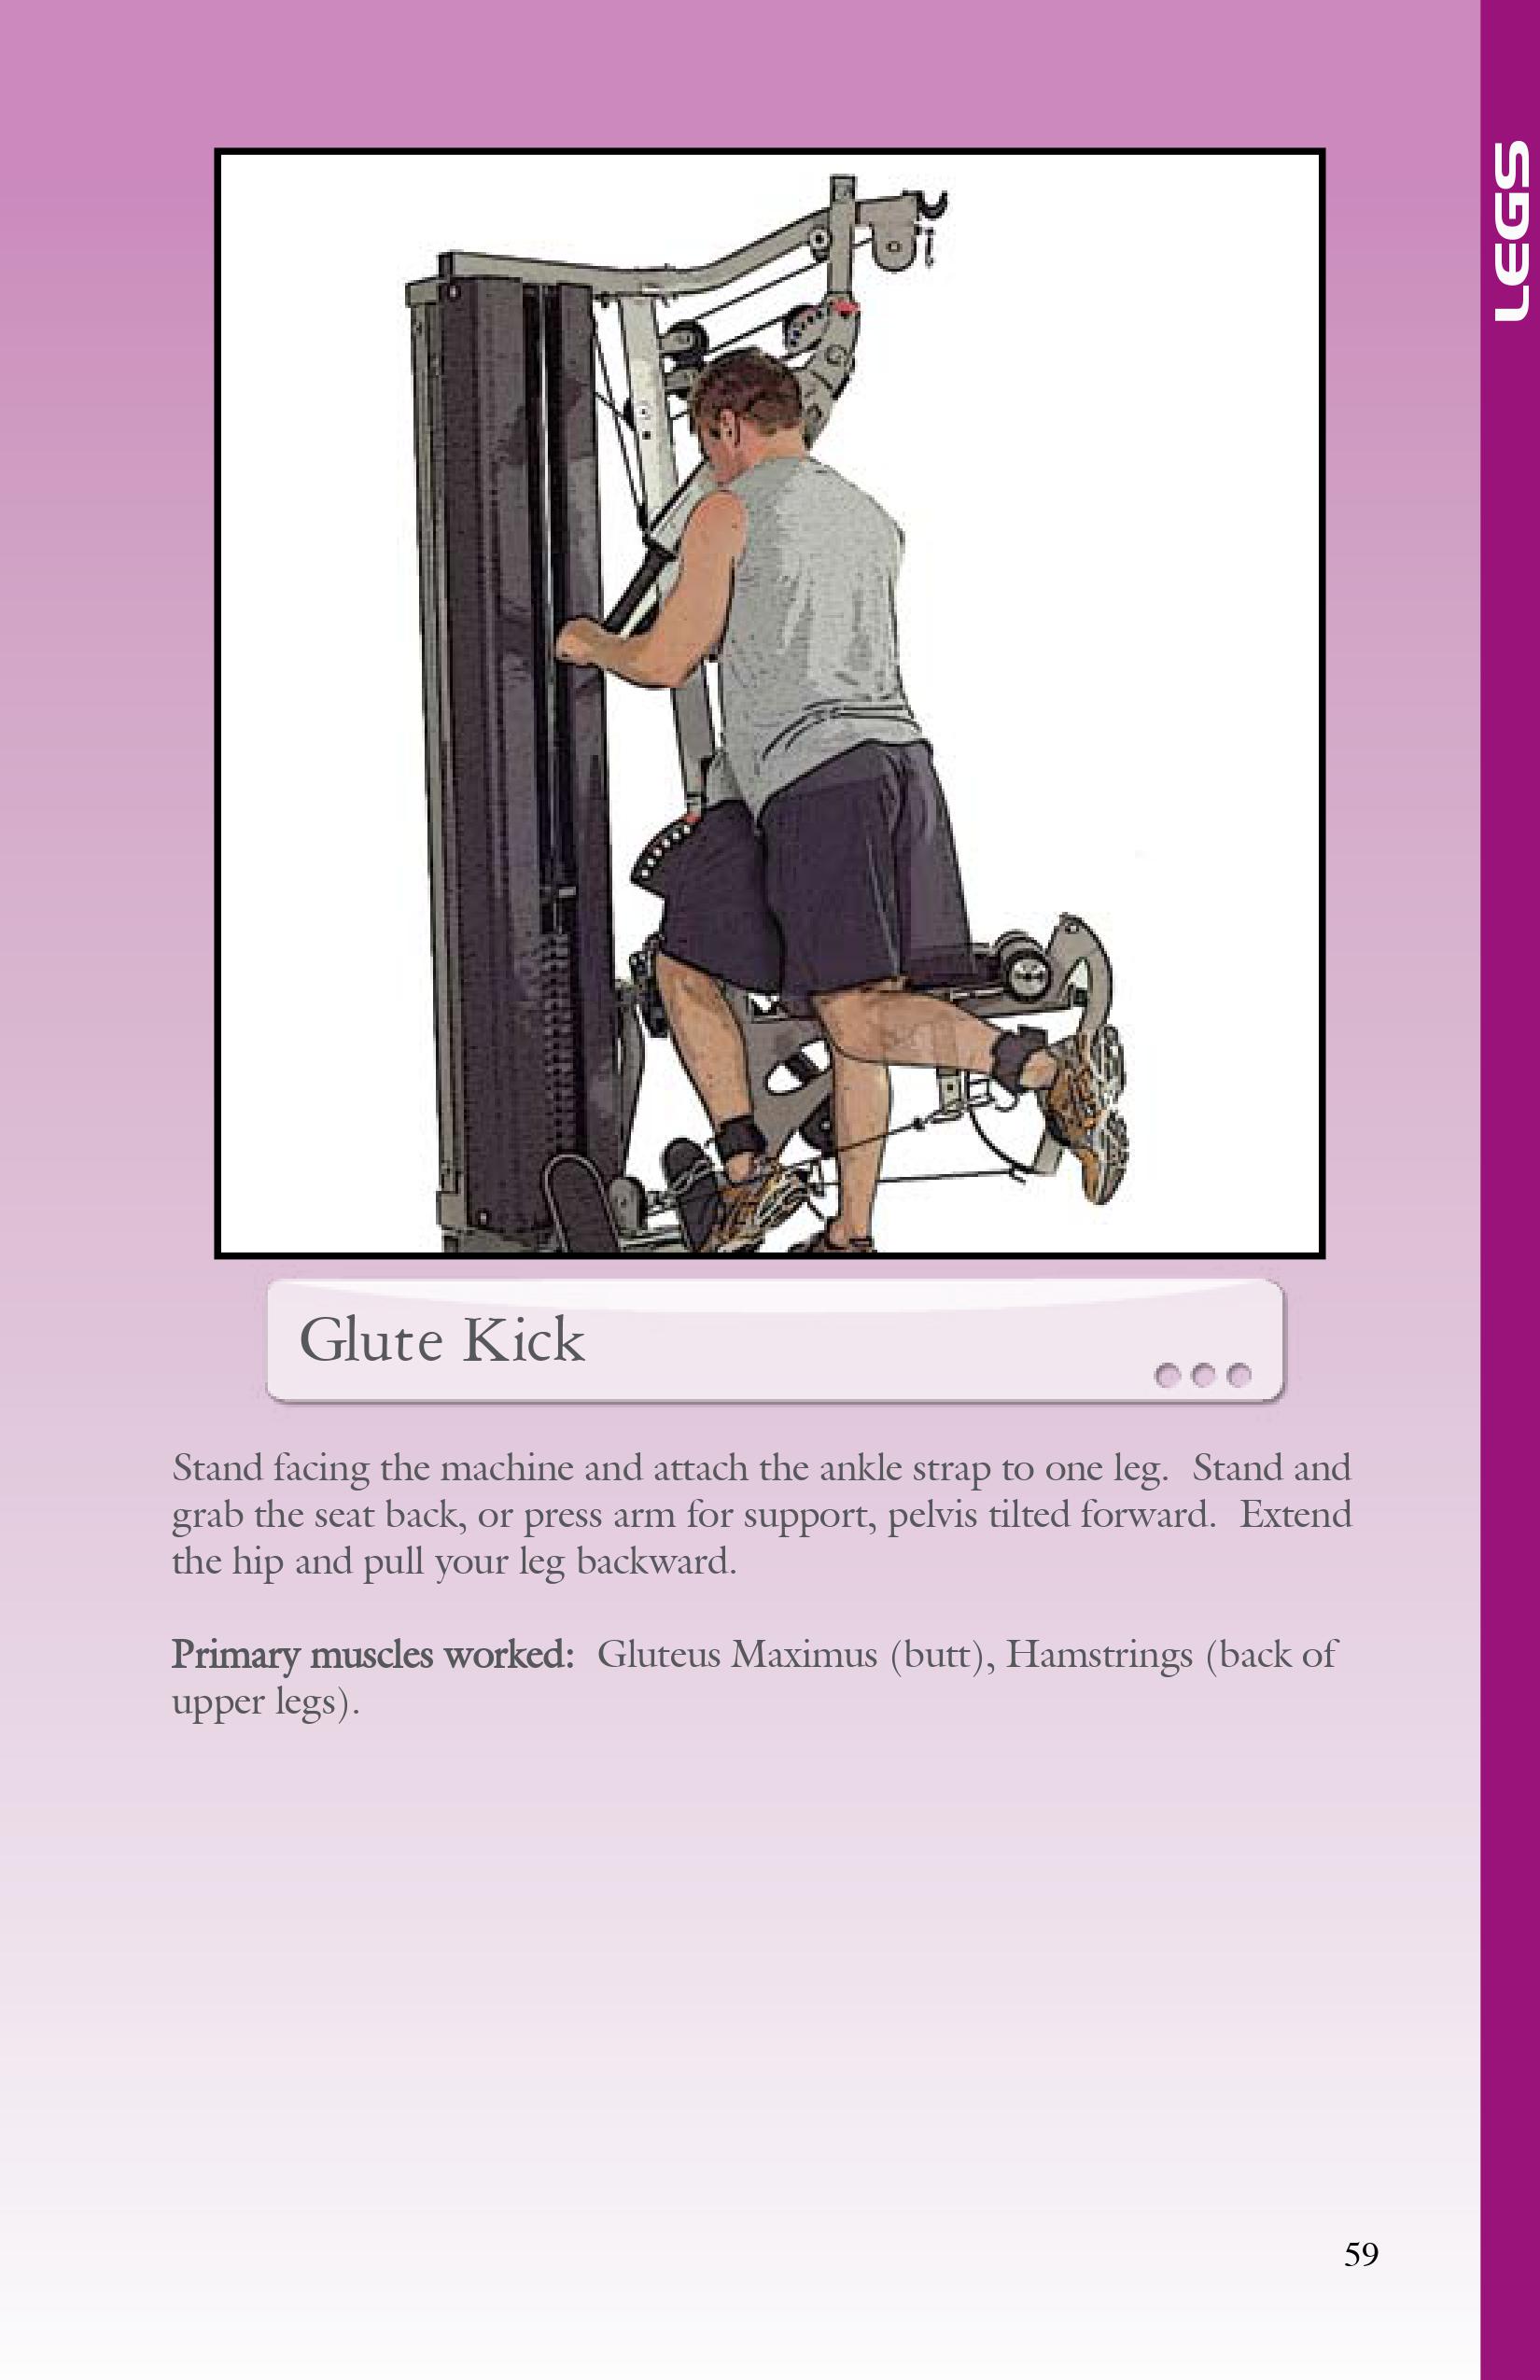 LEGS
Glute Kick
Stand facing the machine and attach the ankle strap to one leg.  Stand and
grab the seat back, or press arm for support, pelvis tilted forward.  Extend
the hip and pull your leg backward.
Primary muscles worked:  Gluteus Maximus (butt), Hamstrings (back of
upper legs).
59